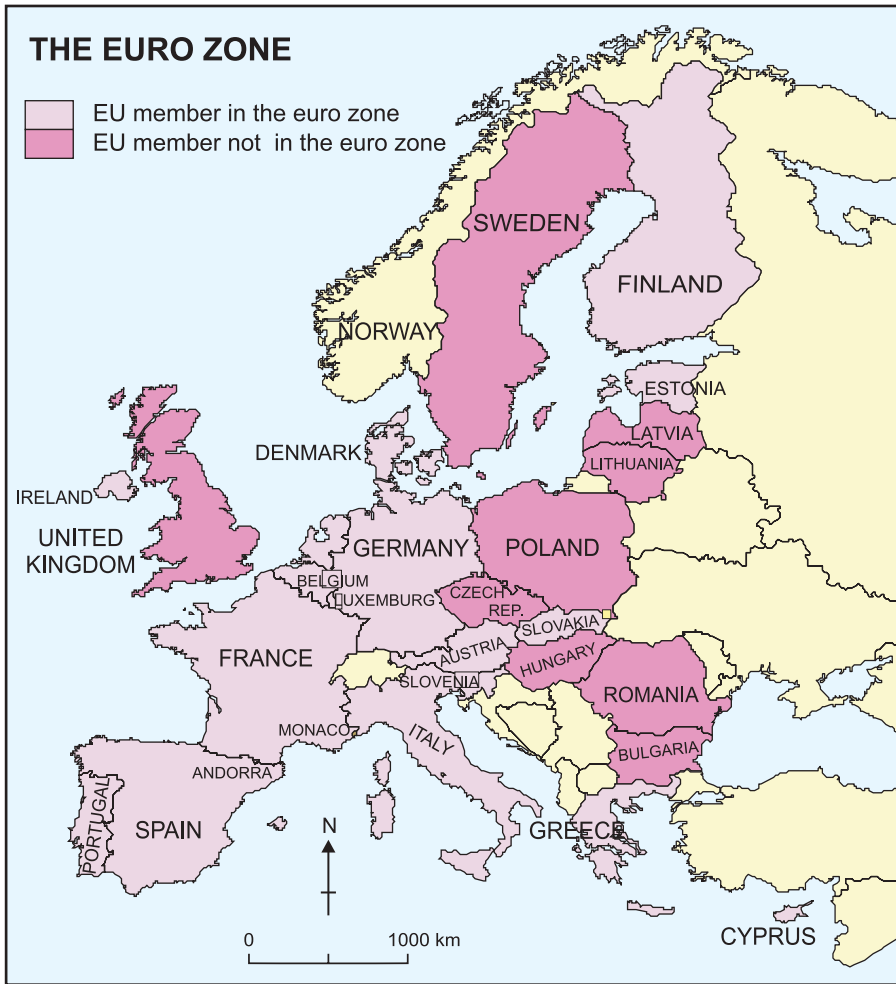 THE EURO ZONE
EU member in the euro zone
EU member not  in the euro zone
SWEDEN
FINLAND
NORWAY
ESTONIA
LATVIA
DENMARK
LITHUANIA
IRELAND
UNITED
KINGDOM
GERMANY
POLAND
BELGIUM
LUXEMBURG
CZECH
REP.
SLOVAKIA
AUSTRIA
HUNGARY
FRANCE
SLOVENIA
ROMANIA
MONACO
ITALY
BULGARIA
ANDORRA
PORTUGAL
SPAIN
GREECE
N
CYPRUS
0
1000 km